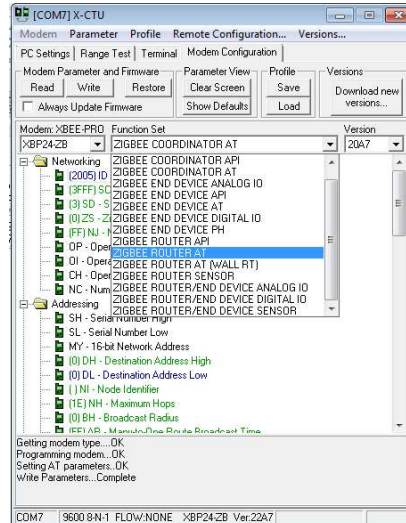 [COM7] X-CTU
Modem Parameter Profile Remote Configuration... Versions...
PC Settings Range Test Terminal Modem Configuration
Modem Parameter and Firmware Parameter View Profile Versions
Read Write Restore Clear Screen Save Download new versions...
Always Update Firmware Show Defaults Load
Modem: XBEE-PRO Function Set Version
XBP24-ZB ZIGBEE COORDINATOR AT 20A7
Networking
ZIGBEE COORDINATOR API
(2005) ID ZIGBEE COORDINATOR AT
ZIGBEE END DEVICE ANALOG IO
(3FFF) SC ZIGBEE END DEVICE API
(3) SD - S ZIGBEE END DEVICE AT
(0) ZS - Zi ZIGBEE END DEVICE DIGITAL IO
(FF) NJ - N ZIGBEE END DEVICE PH
ZIGBEE ROUTER API
OP - Oper ZIGBEE ROUTER AT
OI - Opera ZIGBEE ROUTER AT (WALL RT)
CH - Oper ZIGBEE ROUTER SENSOR
NC - Num ZIGBEE ROUTER/END DEVICE ANALOG IO
Addressing ZIGBEE ROUTER/END DEVICE DIGITAL IO
ZIGBEE ROUTER/END DEVICE SENSOR
SH - Serial Number High
SL - Serial Number Low
MY - 16-bit Network Address
(0) DH - Destination Address High
(0) DL - Destination Address Low
( ) NI - Node Identifier
(1E) NH - Maximum Hops
(0) BH - Broadcast Radius
(FF) AR - Many-to-One Route Broadcast Time
Getting modem type....OK
Programming modem...OK
Setting AT parameters..OK
Write Parameters...Complete
COM7 9600 8-N-1 FLOW:NONE XBP24-ZB Ver:22A7